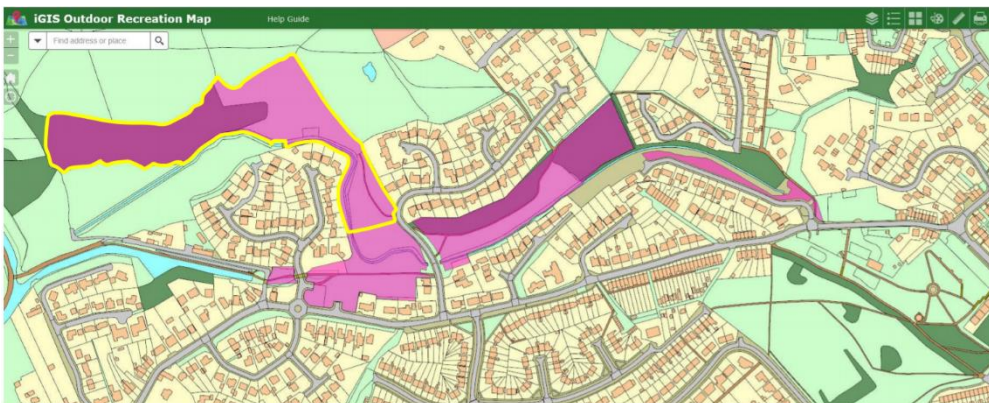 iGIS Outdoor Recreation Map Help Guide
Find address or place